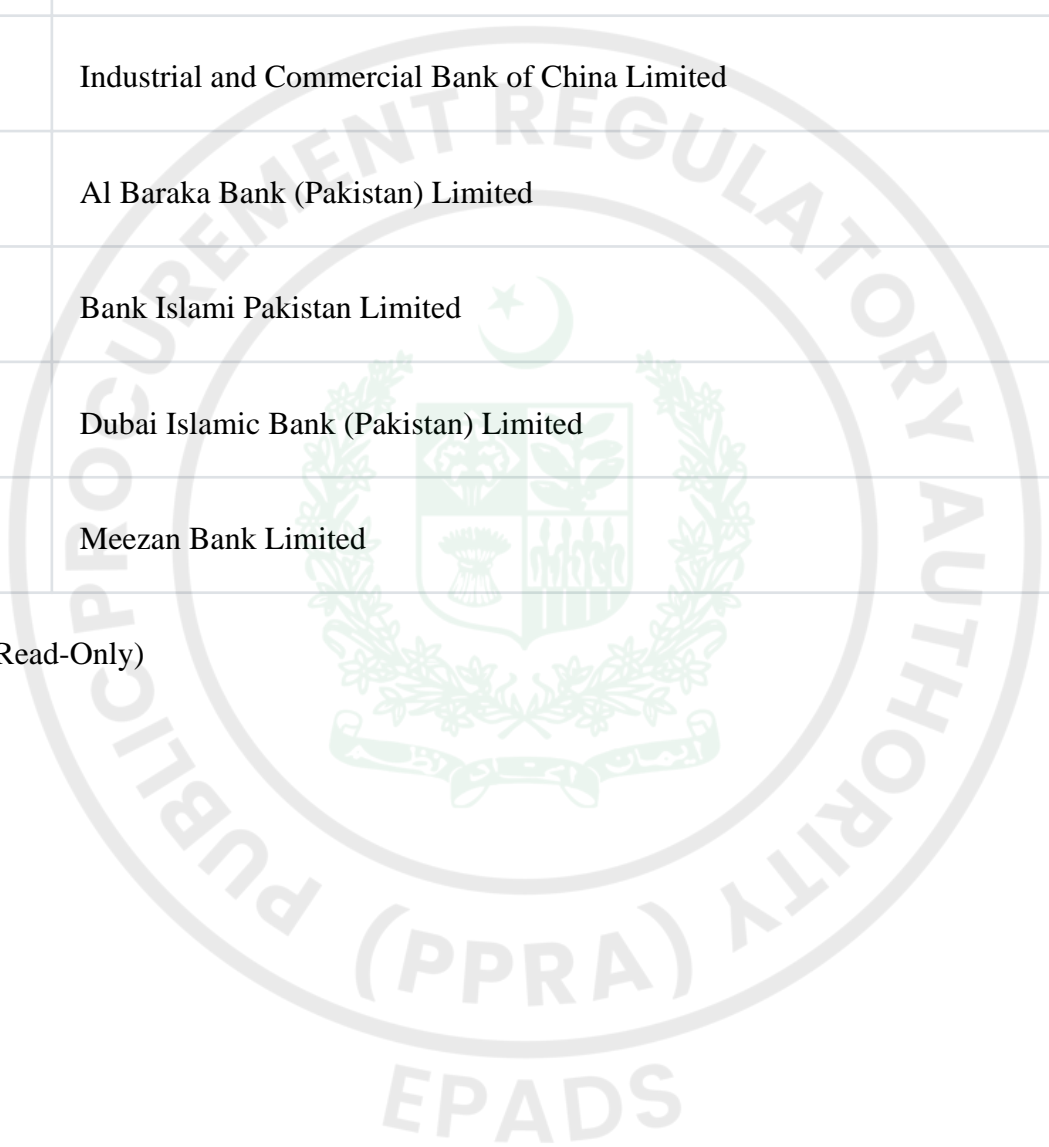 Industrial and Commercial Bank of China Limited
Al Baraka Bank (Pakistan) Limited
Bank Islami Pakistan Limited
Dubai Islamic Bank (Pakistan) Limited
Meezan Bank Limited
Read-Only)
PUBLIC PROCUREMENT REGULATORY AUTHORITY
(PPRA)
EPADS